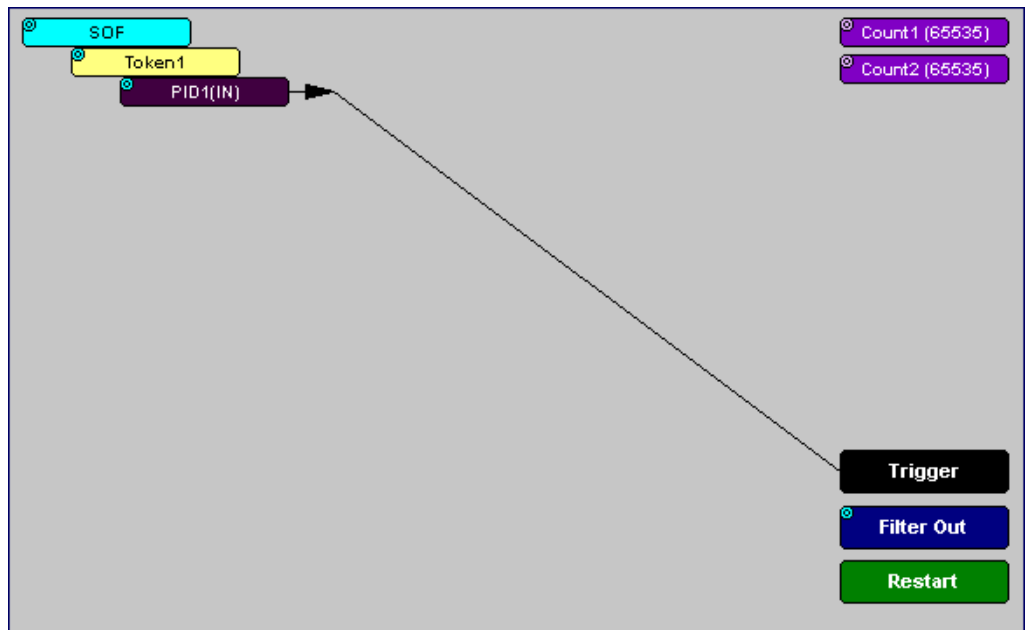 SOF
Token1
PID1(IN)
Count1 (65535)
Count2 (65535)
Trigger
Filter Out
Restart